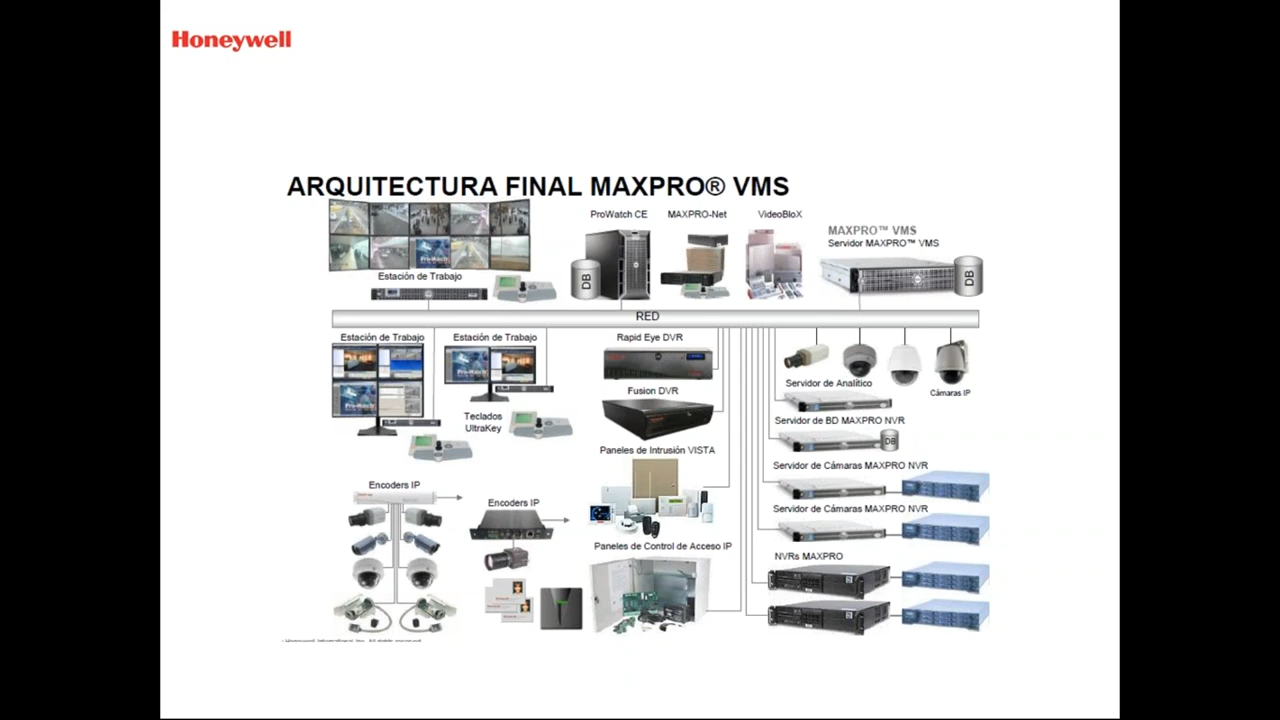 Honeywell
ARQUITECTURA FINAL MAXPRO® VMS
ProWatch CE
MAXPRO-Net
VideoBloX
MAXPRO™ VMS
Servidor MAXPRO™ VMS
Estación de Trabajo
DB
DB
RED
Estación de Trabajo
Estación de Trabajo
Rapid Eye DVR
Servidor de Analítico
Cámaras IP
Fusion DVR
Teclados
UltraKey
Servidor de BD MAXPRO NVR
DB
Paneles de Intrusión VISTA
Servidor de Cámaras MAXPRO NVR
Encoders IP
Encoders IP
Servidor de Cámaras MAXPRO NVR
Paneles de Control de Acceso IP
NVRs MAXPRO